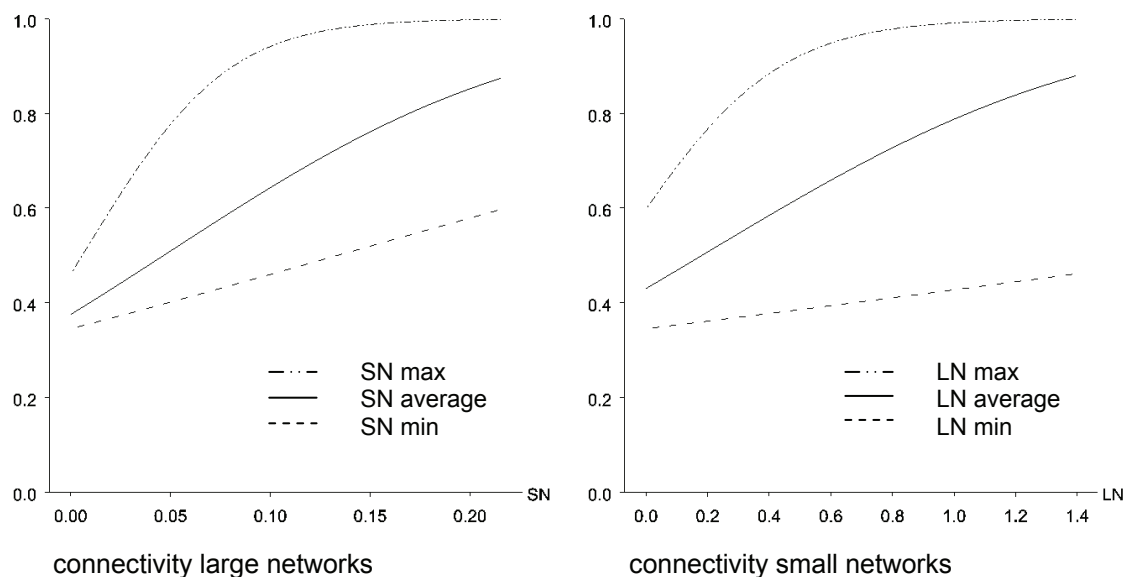 1.0
0.8
0.6
0.4
0.2
0.0
0.00 0.05 0.10 0.15 0.20
SN
SN max
SN average
SN min
connectivity large networks
1.0
0.8
0.6
0.4
0.2
0.0
0.0 0.2 0.4 0.6 0.8 1.0 1.2 1.4
LN
LN max
LN average
LN min
connectivity small networks